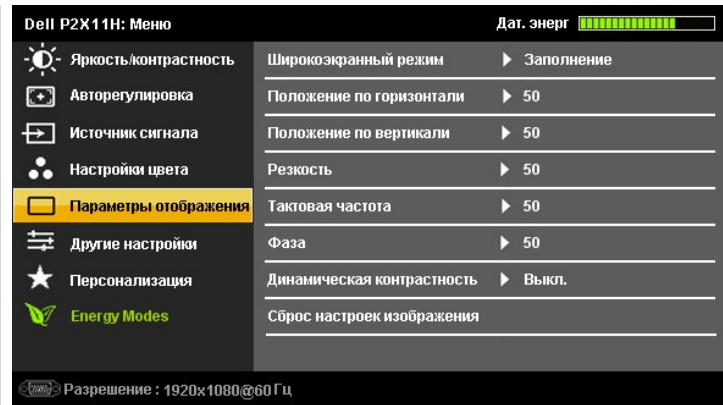 Dell P2X11H: Меню
Дат. энерг
Яркость/контрастность
Авторегулировка
Источник сигнала
Настройки цвета
Параметры отображения
Другие настройки
Персонализация
Energy Modes
Широкоэкранный режим Заполнение
Положение по горизонтали 50
Положение по вертикали 50
Резкость 50
Тактовая частота 50
Фаза 50
Динамическая контрастность Выкл.
Сброс настроек изображения
Разрешение : 1920x1080@60 Гц